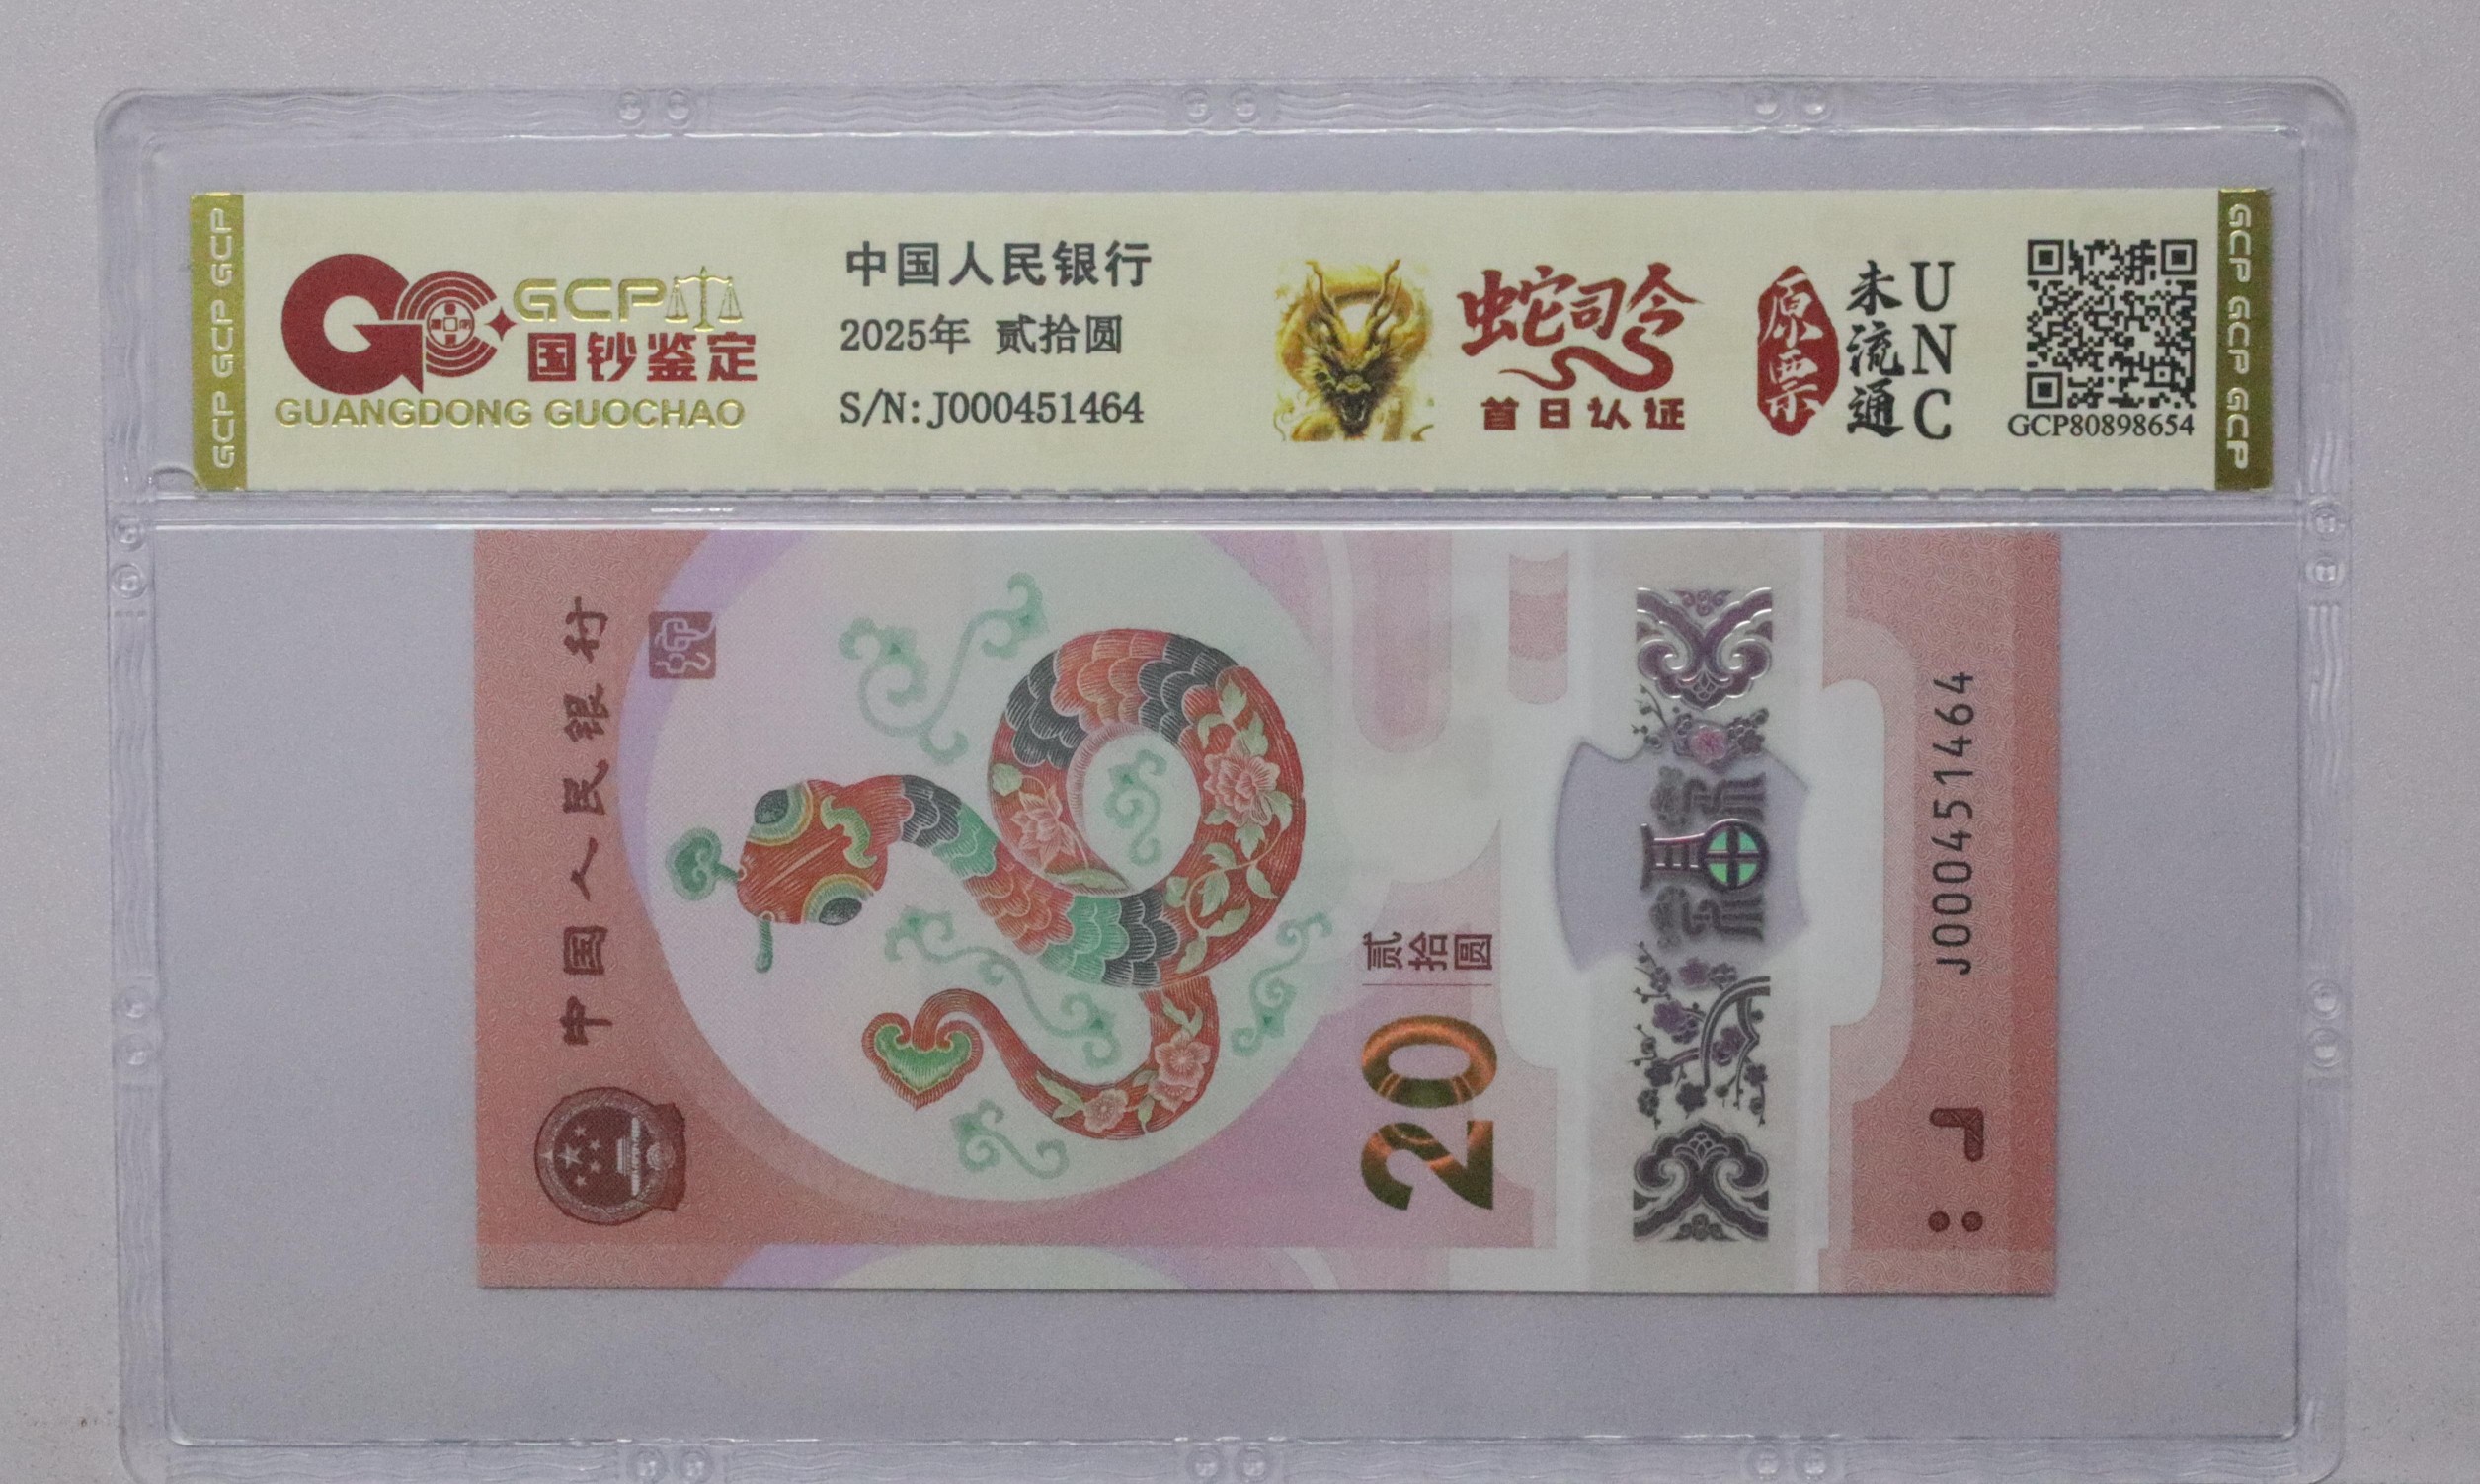 GCP GCP GCP
GCP
国钞鉴定
GUANGDONG GUOCHAO
中国人民银行
2025年 贰拾圆
S/N: J000451464
蛇司令
首日认证
原票
未流通
UNC
GCP80898654
GCP GCP GCP GCP
中国人民银行
20
贰拾圆
J000451464